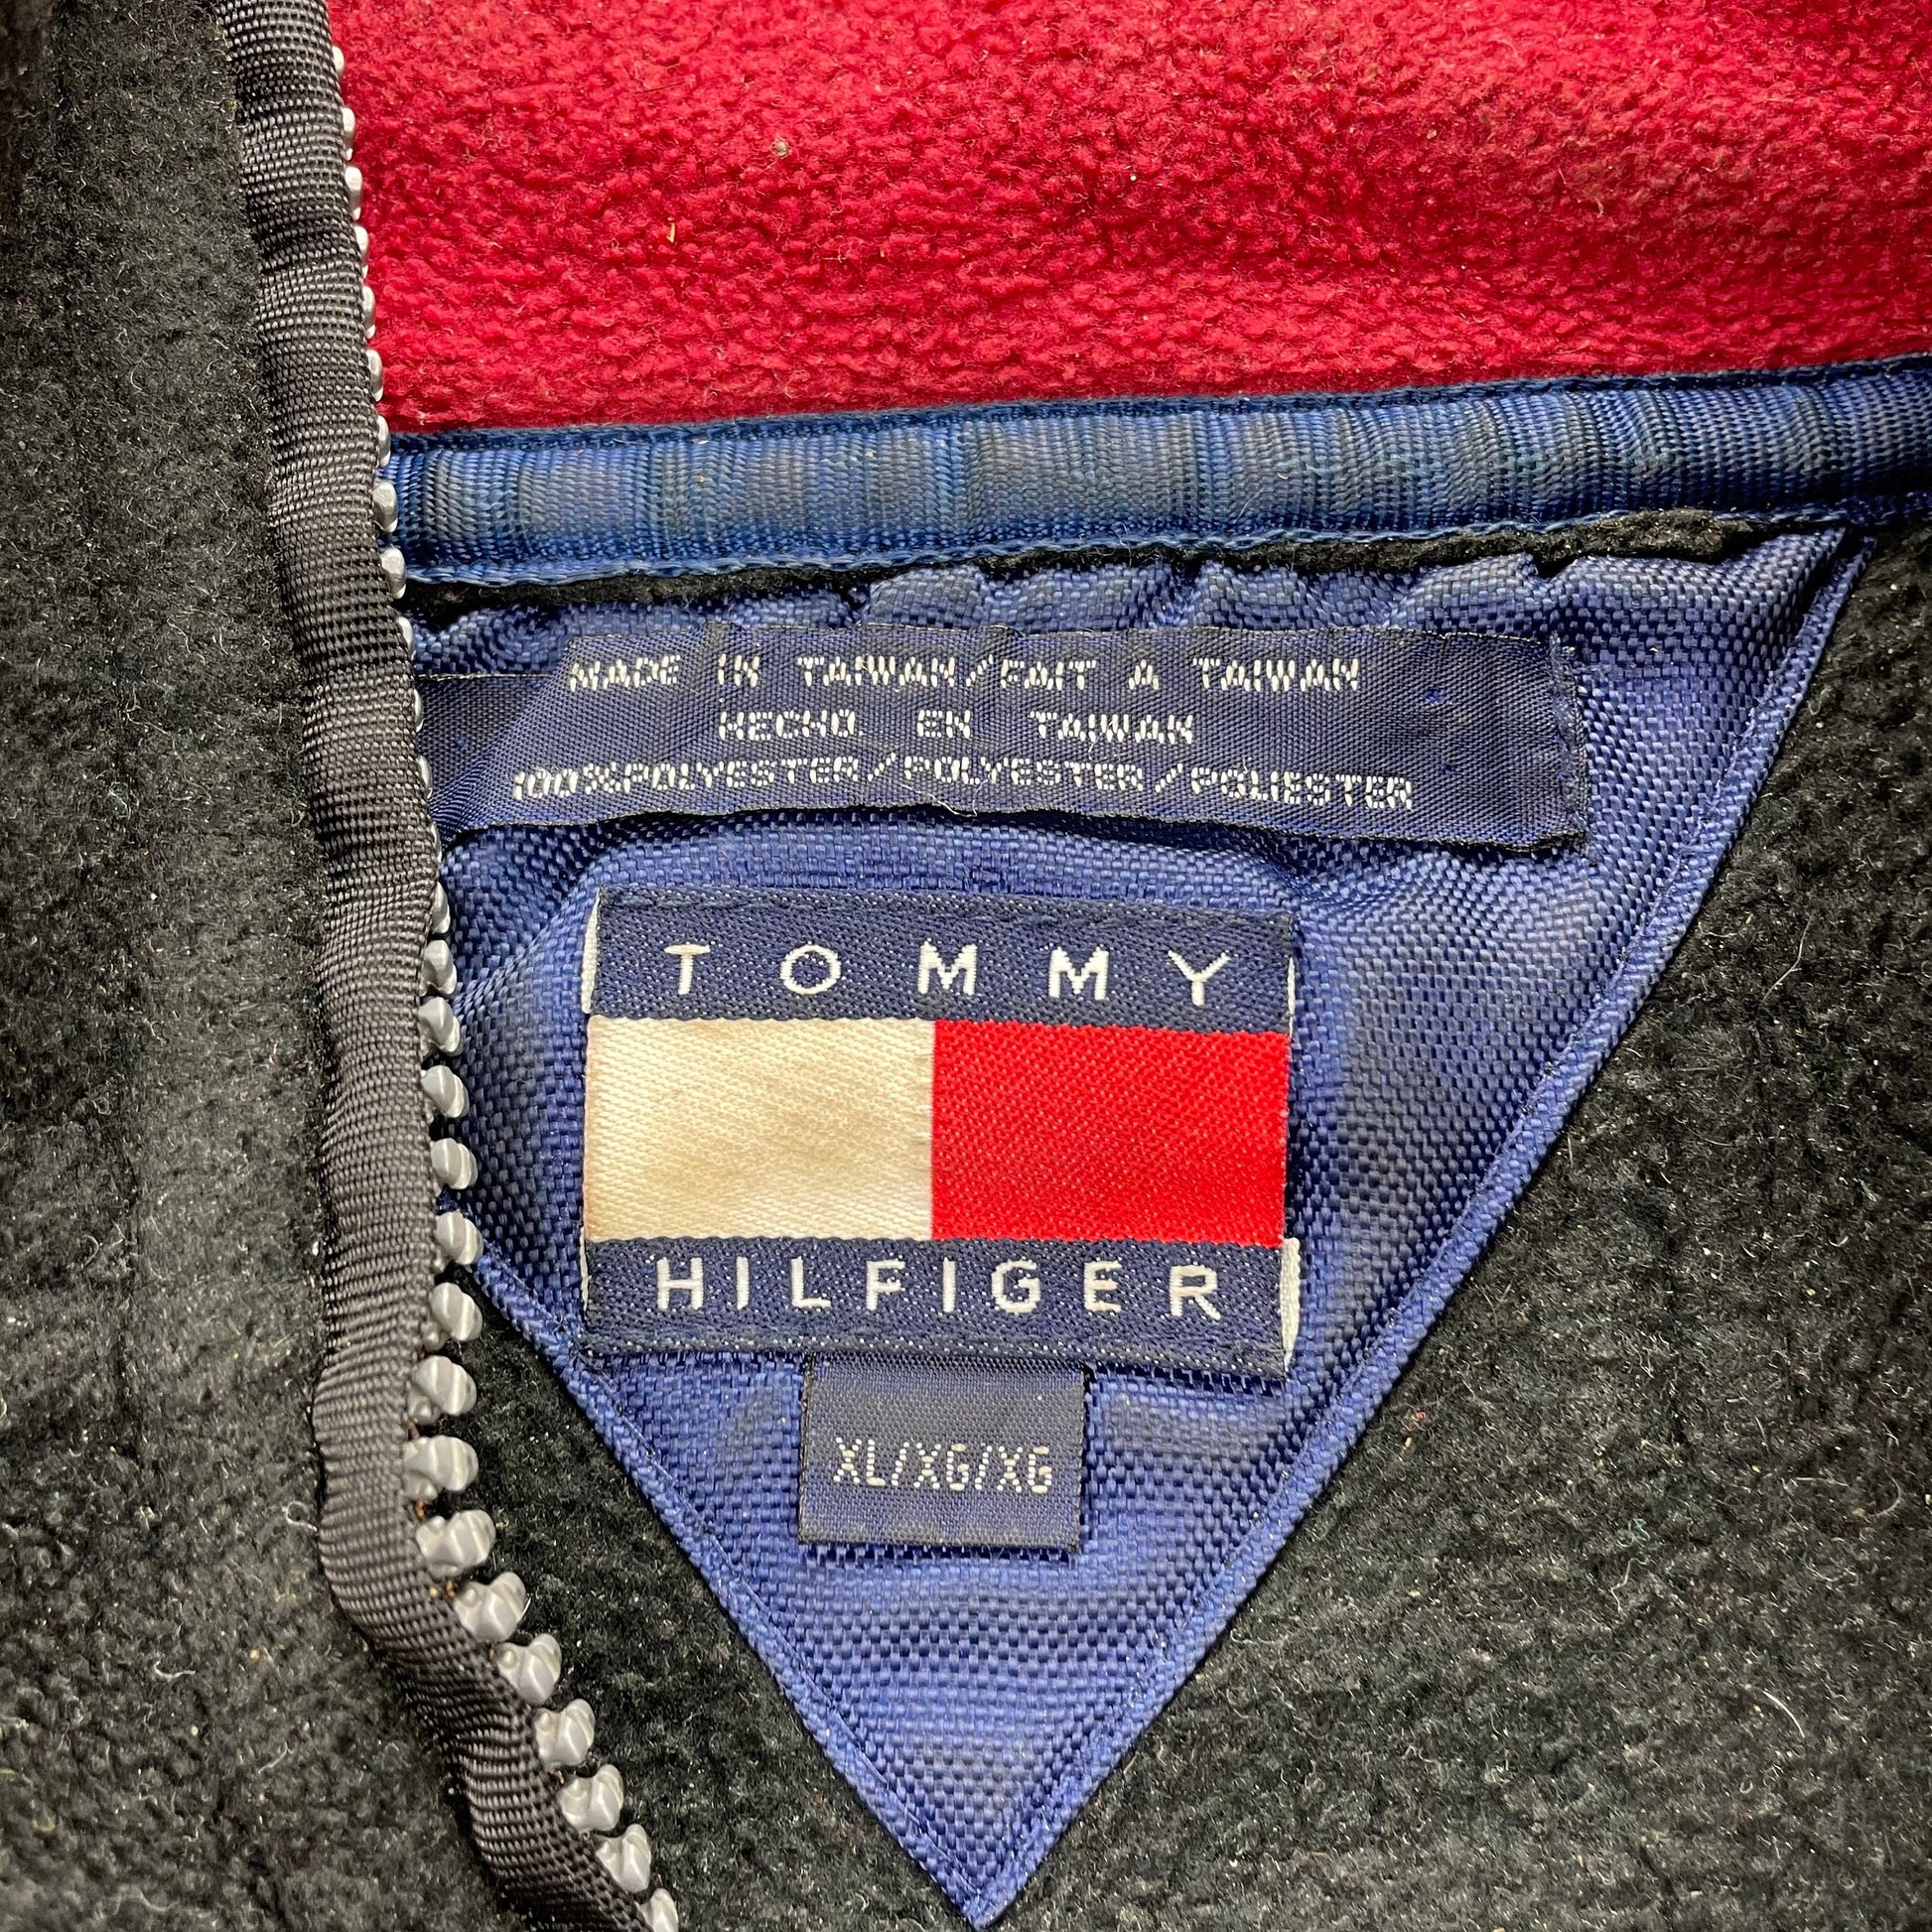 MADE IN TAIWAN/FAIT A TAIWAN
HECHO EN TAIWAN
100%POLYESTER/POLYESTER/POLIESTER
TOMMY
HILFIGER
XL/XG/XG